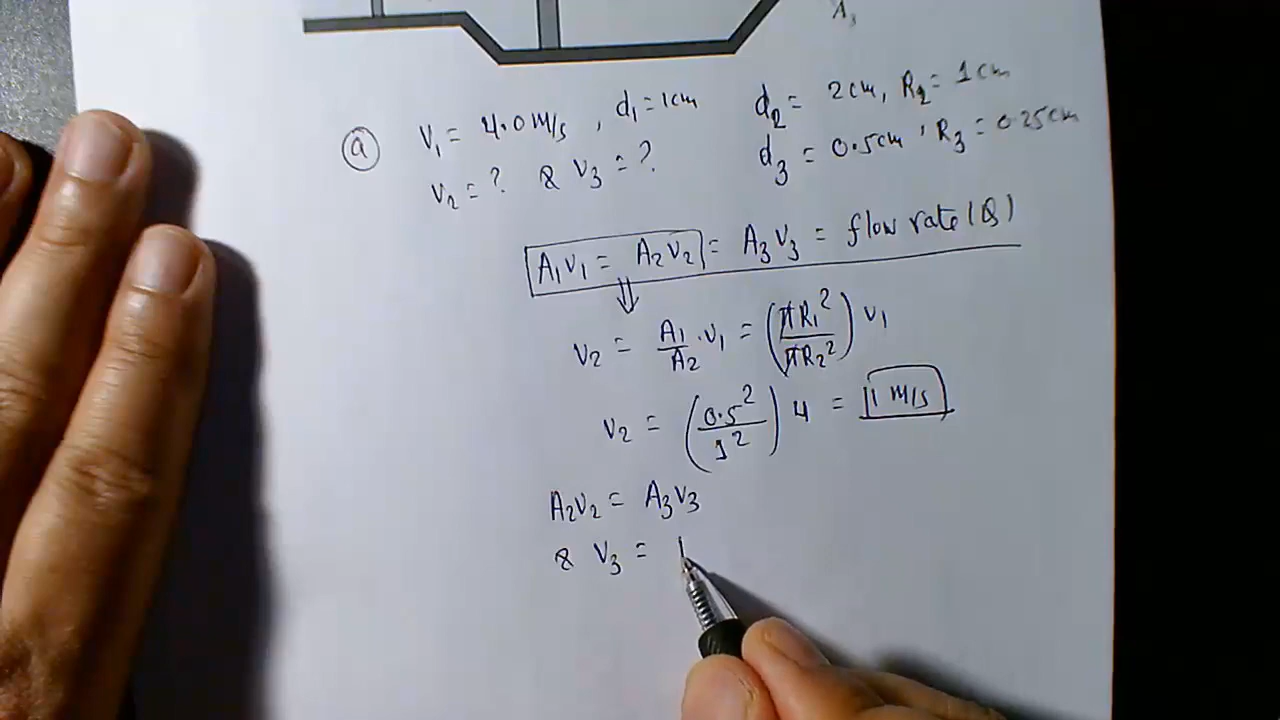 A₃
ⓐ V₁ = 4.0 m/s , d₁ = 1cm d₂ = 2cm, R₂ = 1cm
V₂ = ? & V₃ = ? d₃ = 0.5cm , R₃ = 0.25cm
A₁V₁ = A₂V₂ = A₃V₃ = flow rate (Q)
⇓
V₂ = A₁/A₂ · V₁ = (πR₁²/πR₂²) V₁
V₂ = (0.5²/1²) 4 = 1 m/s
A₂V₂ = A₃V₃
& V₃ =